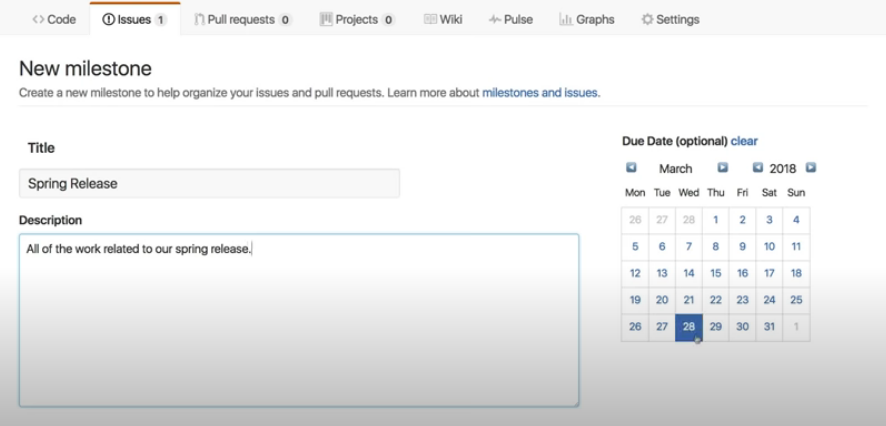 Code Issues 1 Pull requests 0 Projects 0 Wiki Pulse Graphs Settings
New milestone
Create a new milestone to help organize your issues and pull requests. Learn more about milestones and issues.
Title
Spring Release
Description
All of the work related to our spring release.
Due Date (optional) clear
March 2018
Mon Tue Wed Thu Fri Sat Sun
26 27 28 1 2 3 4
5 6 7 8 9 10 11
12 13 14 15 16 17 18
19 20 21 22 23 24 25
26 27 28 29 30 31 1